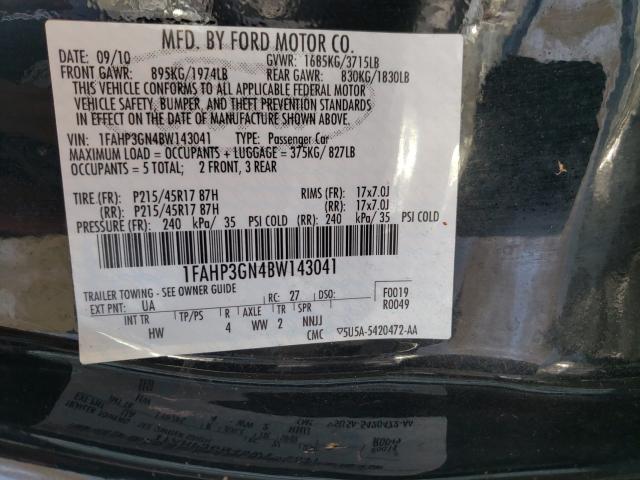 MFD. BY FORD MOTOR CO.
DATE: 09/10 GVWR: 1685KG/3715LB
FRONT GAWR: 895KG/1974LB REAR GAWR: 830KG/1830LB
THIS VEHICLE CONFORMS TO ALL APPLICABLE FEDERAL MOTOR
VEHICLE SAFETY, BUMPER, AND THEFT PREVENTION STANDARDS
IN EFFECT ON THE DATE OF MANUFACTURE SHOWN ABOVE.
VIN: 1FAHP3GN4BW143041 TYPE: Passenger Car
MAXIMUM LOAD = OCCUPANTS + LUGGAGE = 375KG/ 827LB
OCCUPANTS = 5 TOTAL; 2 FRONT, 3 REAR
TIRE (FR): P215/45R17 87H RIMS (FR): 17x7.0J
(RR): P215/45R17 87H (RR): 17x7.0J
PRESSURE (FR): 240 kPa/ 35 PSI COLD (RR): 240 kPa/ 35 PSI COLD
1FAHP3GN4BW143041
TRAILER TOWING - SEE OWNER GUIDE
EXT PNT: UA RC: 27 DSO: F0019
R0049
INT TR TP/PS R AXLE TR SPR
HW 4 WW 2 NNJJ
CMC ▽5U5A-5420472-AA